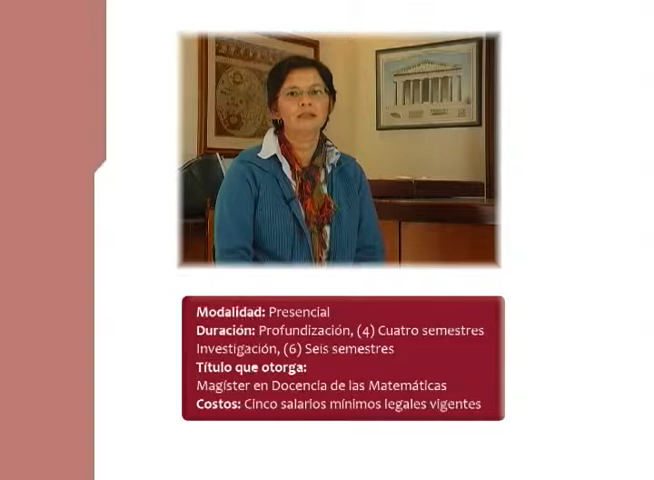 Modalidad: Presencial
Duración: Profundización, (4) Cuatro semestres
Investigación, (6) Seis semestres
Título que otorga:
Magíster en Docencia de las Matemáticas
Costos: Cinco salarios mínimos legales vigentes